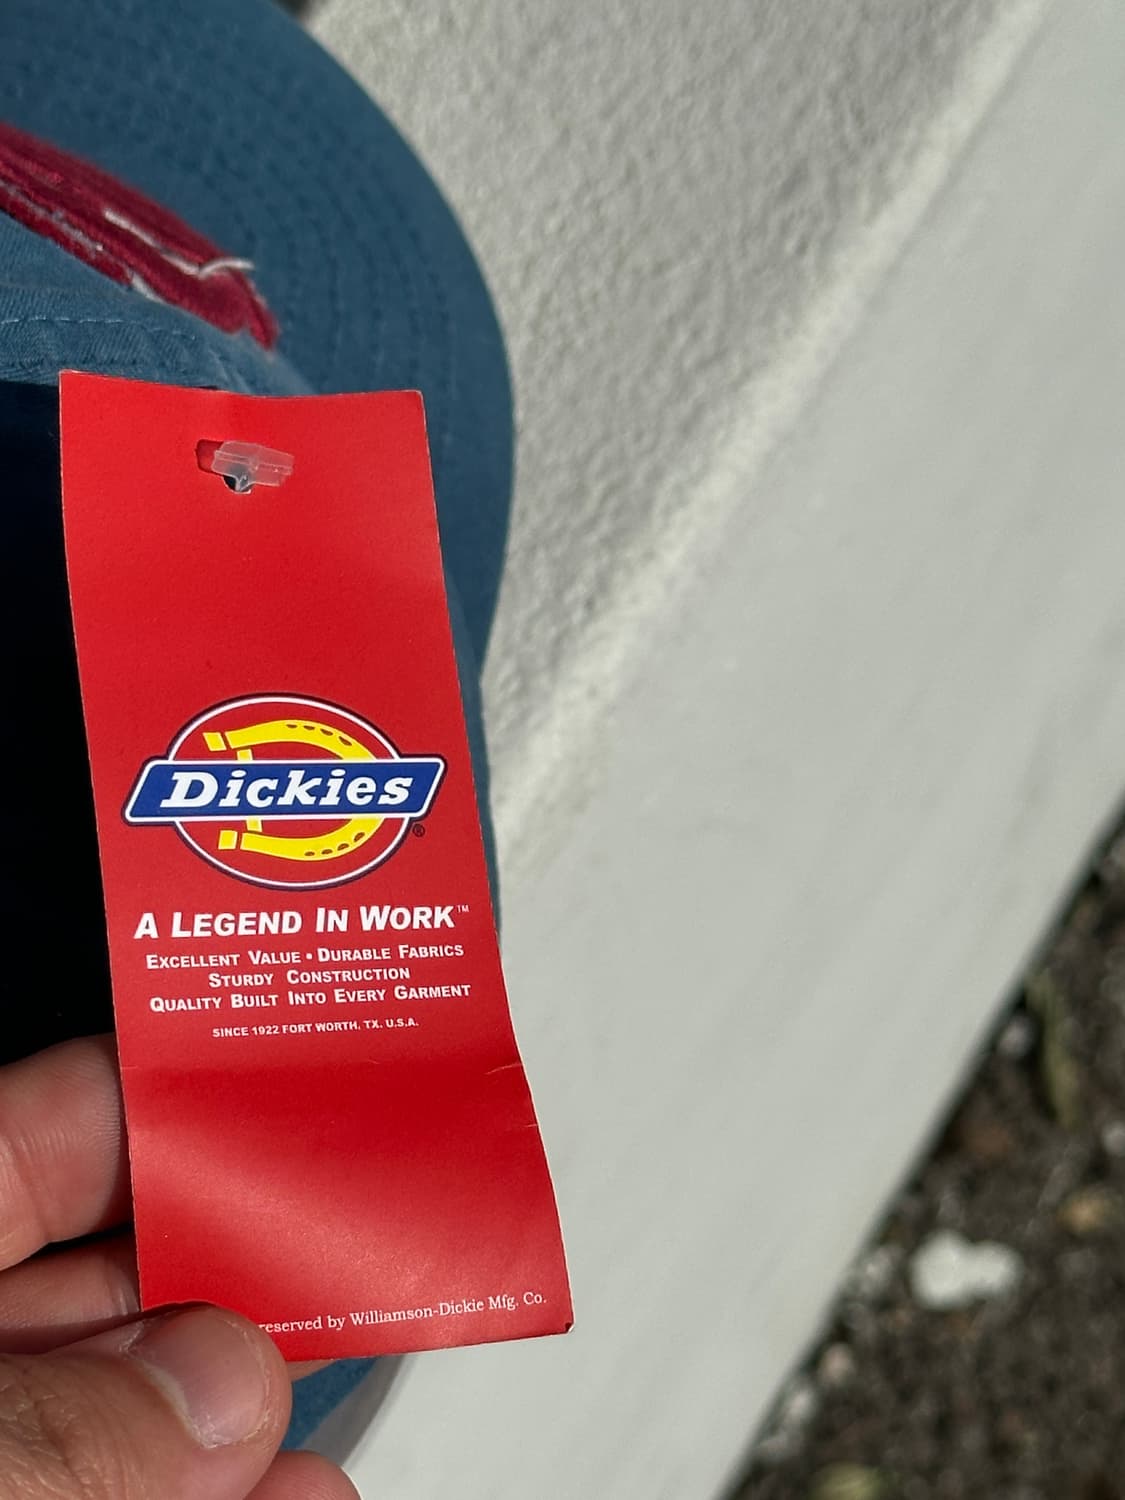 Dickies®
A LEGEND IN WORK™
EXCELLENT VALUE • DURABLE FABRICS
STURDY CONSTRUCTION
QUALITY BUILT INTO EVERY GARMENT
SINCE 1922 FORT WORTH, TX. U.S.A.
reserved by Williamson-Dickie Mfg. Co.